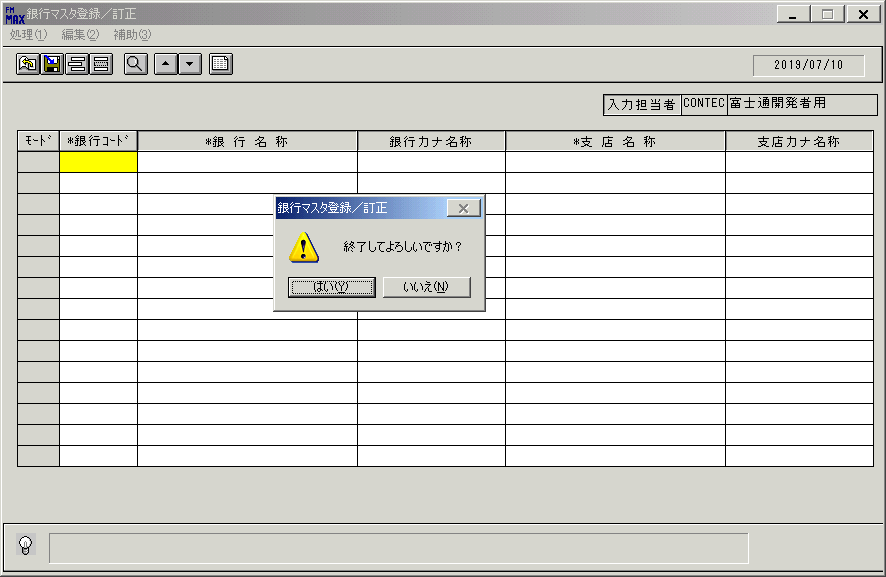 FM MAX 銀行マスタ登録／訂正
処理(1) 編集(2) 補助(3)
2019/07/10
入力担当者 CONTEC 富士通開発者用
ﾓｰﾄﾞ *銀行ｺｰﾄﾞ *銀 行 名 称 銀行カナ名称 *支 店 名 称 支店カナ名称
銀行マスタ登録／訂正
終了してよろしいですか？
はい(Y) いいえ(N)